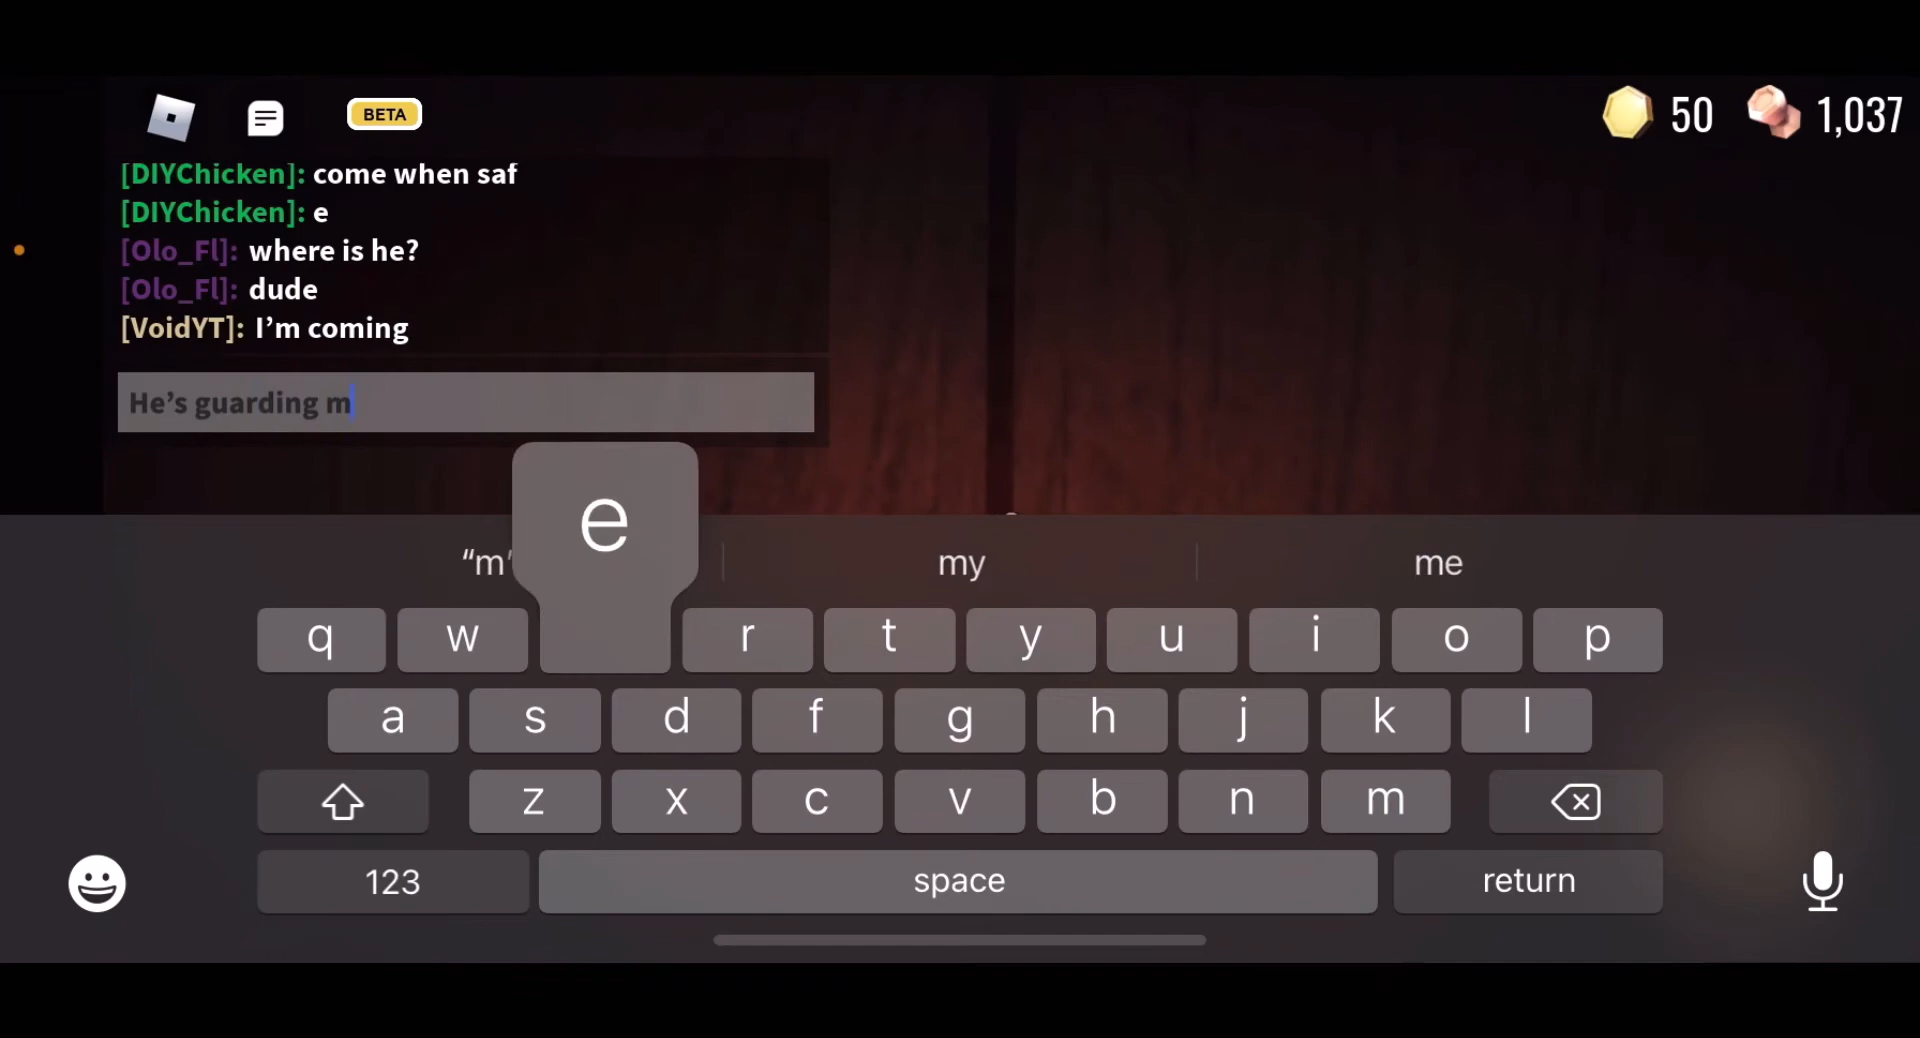 BETA
50
1,037
[DIYChicken]: come when saf
[DIYChicken]: e
[Olo_Fl]: where is he?
[Olo_Fl]: dude
[VoidYT]: I’m coming
He’s guarding m
e
“m
my
me
q w r t y u i o p
a s d f g h j k l
z x c v b n m
123 space return